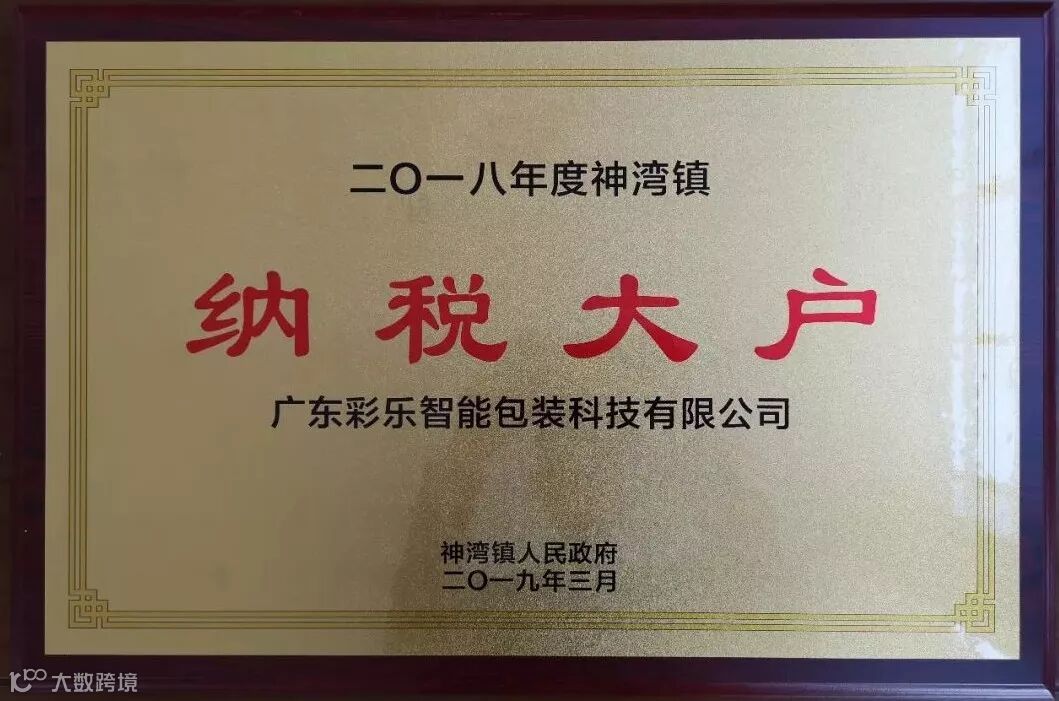 二〇一八年度神湾镇
纳税大户
广东彩乐智能包装科技有限公司
神湾镇人民政府
二〇一九年三月
大数跨境